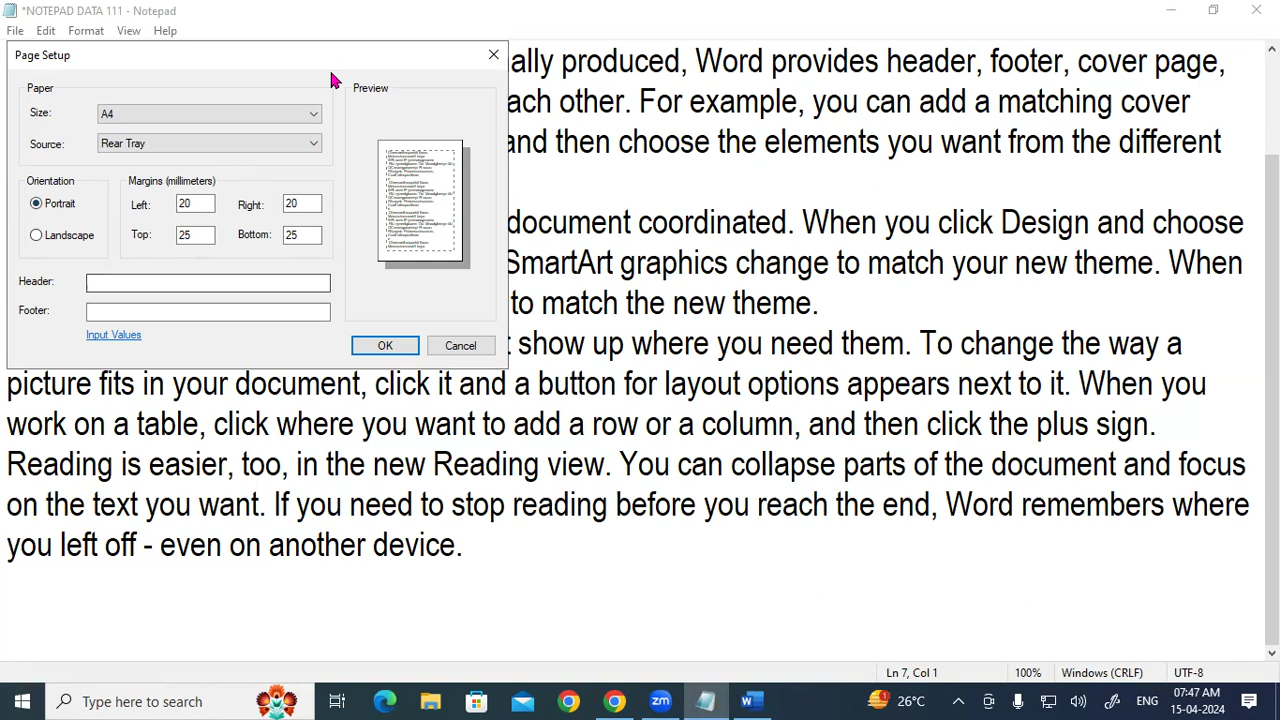 *NOTEPAD DATA 111 - Notepad
File Edit Format View Help
Page Setup
Paper
Size: A4
Source: Rear Tray
Preview
Orientation
Portrait
Landscape
(millimeters)
Left: 20 Right: 20
Top: 25 Bottom: 25
Header:
Footer:
Input Values
OK Cancel
ally produced, Word provides header, footer, cover page,
ach other. For example, you can add a matching cover
and then choose the elements you want from the different
document coordinated. When you click Design and choose
SmartArt graphics change to match your new theme. When
to match the new theme.
show up where you need them. To change the way a
picture fits in your document, click it and a button for layout options appears next to it. When you
work on a table, click where you want to add a row or a column, and then click the plus sign.
Reading is easier, too, in the new Reading view. You can collapse parts of the document and focus
on the text you want. If you need to stop reading before you reach the end, Word remembers where
you left off - even on another device.
Ln 7, Col 1 100% Windows (CRLF) UTF-8
Type here to search
zm
26°C
ENG
07:47 AM
15-04-2024